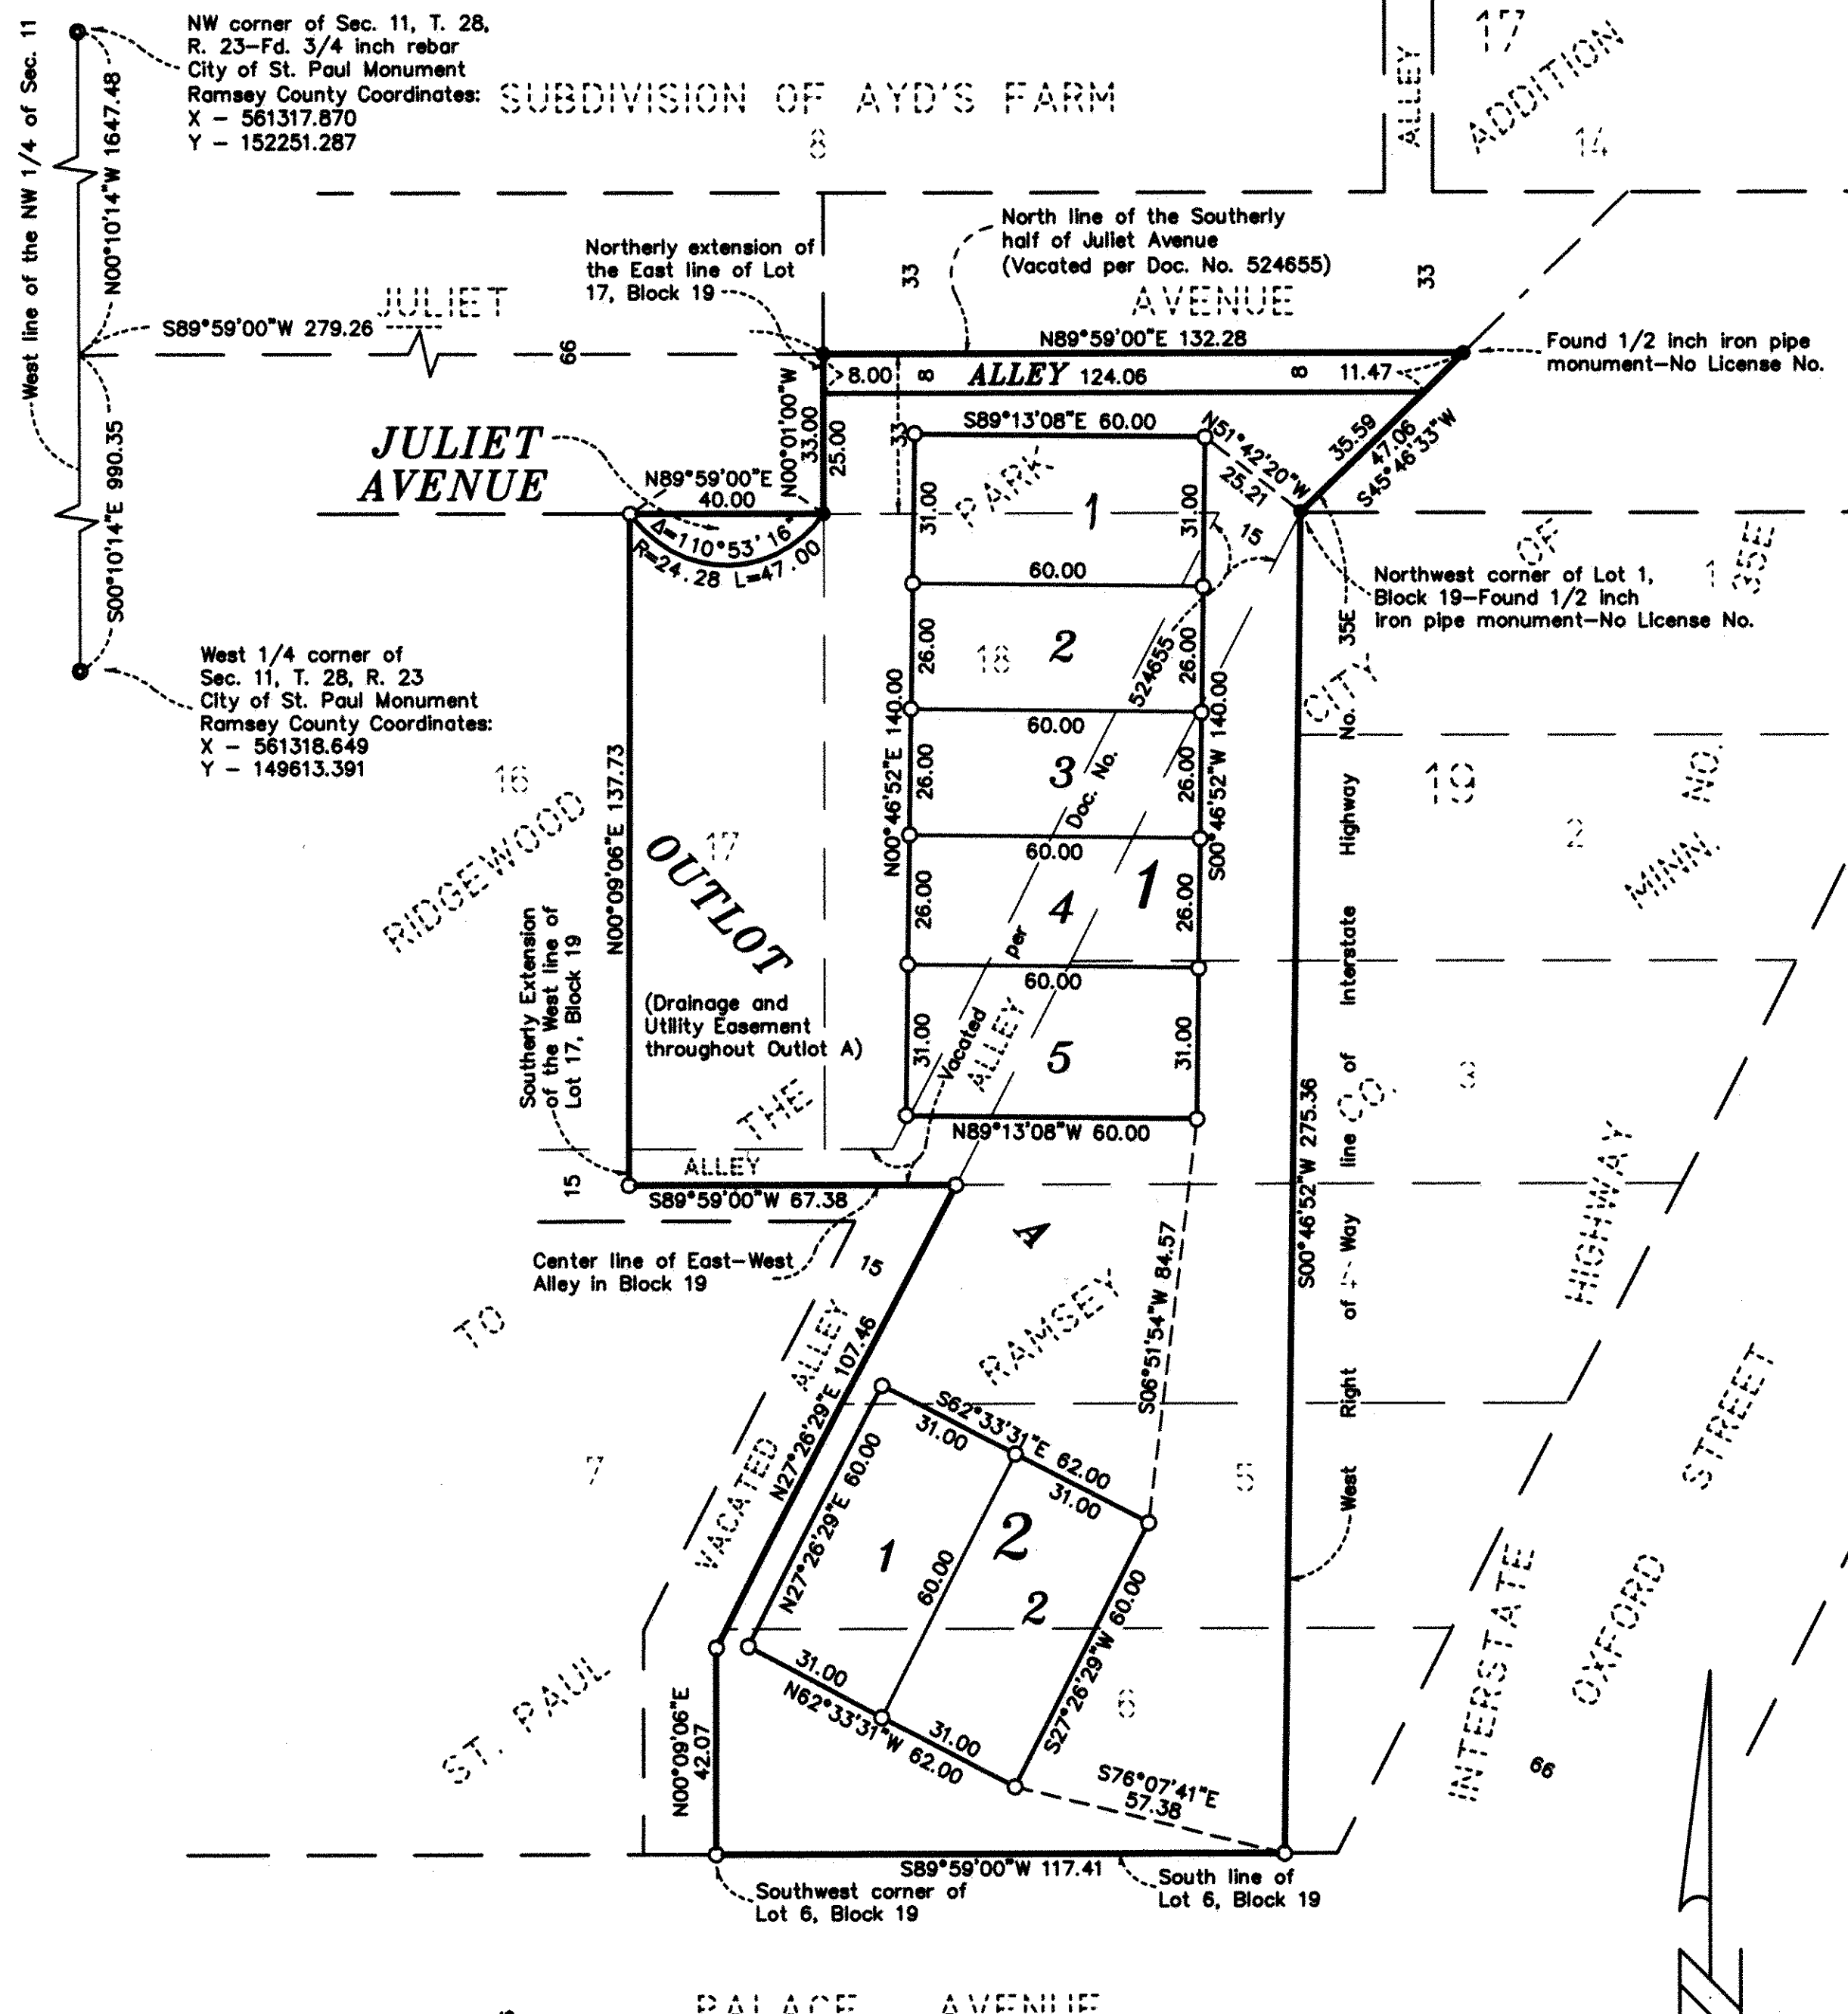 West line of the NW 1/4 of Sec. 11
N00°10'14"W 1647.48
S00°10'14"E 990.35
NW corner of Sec. 11, T. 28,
R. 23–Fd. 3/4 inch rebar
City of St. Paul Monument
Ramsey County Coordinates:
X – 561317.870
Y – 152251.287
SUBDIVISION OF AYD'S FARM
8
ALLEY
17
ADDITION
14
North line of the Southerly
half of Juliet Avenue
(Vacated per Doc. No. 524655)
Northerly extension of
the East line of Lot
17, Block 19
33
33
JULIET
AVENUE
S89°59'00"W 279.26
66
N89°59'00"E 132.28
Found 1/2 inch iron pipe
monument–No License No.
8.00
8
ALLEY 124.06
8
11.47
N00°01'00"W
33.00
25.00
33
S89°13'08"E 60.00
N51°42'20"W
25.21
35.59
47.06
S45°46'33"W
JULIET
AVENUE
N89°59'00"E
40.00
Δ=110°53'16"
R=24.28 L=47.00
PARK
31.00
1
31.00
15
OF
1
35E
60.00
Northwest corner of Lot 1,
Block 19–Found 1/2 inch
iron pipe monument–No License No.
West 1/4 corner of
Sec. 11, T. 28, R. 23
City of St. Paul Monument
Ramsey County Coordinates:
X – 561318.649
Y – 149613.391
26.00
18
2
26.00
CITY
60.00
N00°46'52"E 140.00
S00°46'52"W 140.00
Vacated per Doc. No. 524655
26.00
3
26.00
60.00
16
RIDGEWOOD
N00°09'06"E 137.73
17
OUTLOT
19
2
MINN.
NO.
26.00
4
1
26.00
60.00
Southerly Extension
of the West line of
Lot 17, Block 19
(Drainage and
Utility Easement
throughout Outlot A)
31.00
ALLEY
5
31.00
3
THE
N89°13'08"W 60.00
CO.
S00°46'52"W 275.36
West Right of Way line of Interstate Highway No. 35E
HIGHWAY
15
ALLEY
S89°59'00"W 67.38
Center line of East–West
Alley in Block 19
15
A
TO
RAMSEY
S06°51'54"W 84.57
VACATED ALLEY
N27°26'29"E 107.46
S62°33'31"E 62.00
31.00
31.00
STREET
7
5
N27°26'29"E 60.00
1
60.00
2
2
S27°26'29"W 60.00
INTERSTATE
OXFORD
ST. PAUL
31.00
N62°33'31"W 62.00
31.00
6
66
N00°09'06"E
42.07
S76°07'41"E
57.38
S89°59'00"W 117.41
Southwest corner of
Lot 6, Block 19
South line of
Lot 6, Block 19
PALACE AVENUE